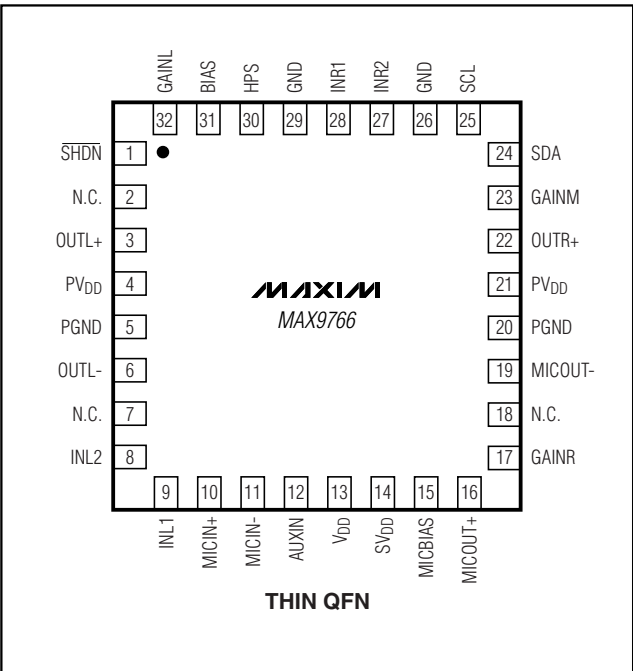 GAINL
BIAS
HPS
GND
INR1
INR2
GND
SCL
32 31 30 29 28 27 26 25
SHDN 1
24 SDA
N.C. 2
23 GAINM
OUTL+ 3
22 OUTR+
PVDD 4
21 PVDD
MAXIM
MAX9766
PGND 5
20 PGND
OUTL- 6
19 MICOUT-
N.C. 7
18 N.C.
INL2 8
17 GAINR
9 10 11 12 13 14 15 16
INL1
MICIN+
MICIN-
AUXIN
VDD
SVDD
MICBIAS
MICOUT+
THIN QFN